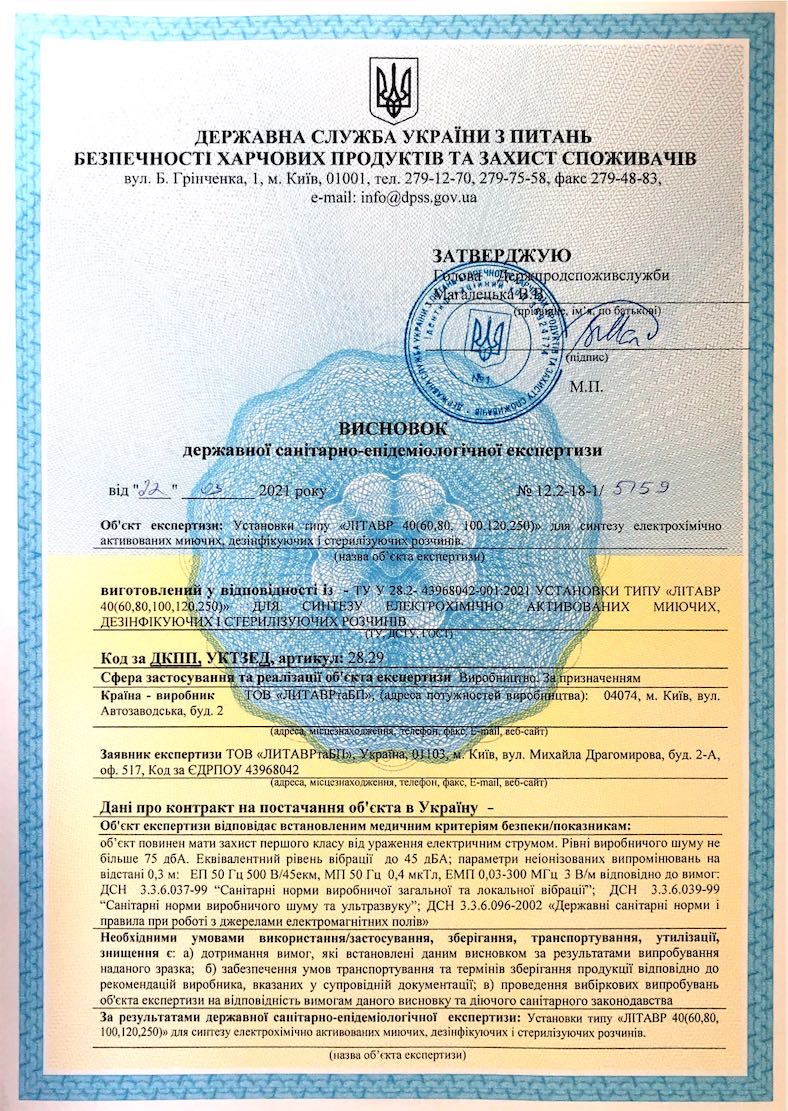 ДЕРЖАВНА СЛУЖБА УКРАЇНИ З ПИТАНЬ
БЕЗПЕЧНОСТІ ХАРЧОВИХ ПРОДУКТІВ ТА ЗАХИСТ СПОЖИВАЧІВ
вул. Б. Грінченка, 1, м. Київ, 01001, тел. 279-12-70, 279-75-58, факс 279-48-83,
e-mail: info@dpss.gov.ua
ЗАТВЕРДЖУЮ
Голова Держпродспоживслужби
Магалецька В.В.
(прізвище, ім'я, по батькові)
(підпис)
М.П.
ВИСНОВОК
державної санітарно-епідеміологічної експертизи
від "22" 03 2021 року № 12.2-18-1/ 5159
Об'єкт експертизи: Установки типу «ЛІТАВР 40(60,80, 100,120,250)» для синтезу електрохімічно
активованих миючих, дезінфікуючих і стерилізуючих розчинів.
(назва об'єкта експертизи)
виготовлений у відповідності із - ТУ У 28.2- 43968042-001:2021 УСТАНОВКИ ТИПУ «ЛІТАВР
40(60,80,100,120,250)» ДЛЯ СИНТЕЗУ ЕЛЕКТРОХІМІЧНО АКТИВОВАНИХ МИЮЧИХ,
ДЕЗІНФІКУЮЧИХ І СТЕРИЛІЗУЮЧИХ РОЗЧИНІВ
(ТУ, ДСТУ, ГОСТ)
Код за ДКПП, УКТЗЕД, артикул: 28.29
Сфера застосування та реалізації об'єкта експертизи Виробництво. За призначенням
Країна - виробник ТОВ «ЛИТАВРтаБП», (адреса потужностей виробництва): 04074, м. Київ, вул.
Автозаводська, буд. 2
(адреса, місцезнаходження, телефон, факс, E-mail, веб-сайт)
Заявник експертизи ТОВ «ЛИТАВРтаБП», Україна, 01103, м. Київ, вул. Михайла Драгомирова, буд. 2-А,
оф. 517, Код за ЄДРПОУ 43968042
(адреса, місцезнаходження, телефон, факс, E-mail, веб-сайт)
Дані про контракт на постачання об'єкта в Україну -
Об'єкт експертизи відповідає встановленим медичним критеріям безпеки/показникам:
об'єкт повинен мати захист першого класу від ураження електричним струмом. Рівні виробничого шуму не
більше 75 дбА. Еквівалентний рівень вібрації до 45 дБА; параметри неіонізованих випромінювань на
відстані 0,3 м: ЕП 50 Гц 500 В/45екм, МП 50 Гц 0,4 мкТл, ЕМП 0,03-300 МГц 3 В/м відповідно до вимог:
ДСН 3.3.6.037-99 “Санітарні норми виробничої загальної та локальної вібрації”; ДСН 3.3.6.039-99
“Санітарні норми виробничого шуму та ультразвуку”; ДСН 3.3.6.096-2002 «Державні санітарні норми і
правила при роботі з джерелами електромагнітних полів»
Необхідними умовами використання/застосування, зберігання, транспортування, утилізації,
знищення є: а) дотримання вимог, які встановлені даним висновком за результатами випробування
наданого зразка; б) забезпечення умов транспортування та термінів зберігання продукції відповідно до
рекомендацій виробника, вказаних у супровідній документації; в) проведення вибіркових випробувань
об'єкта експертизи на відповідність вимогам даного висновку та діючого санітарного законодавства
За результатами державної санітарно-епідеміологічної експертизи: Установки типу «ЛІТАВР 40(60,80,
100,120,250)» для синтезу електрохімічно активованих миючих, дезінфікуючих і стерилізуючих розчинів.
(назва об'єкта експертизи)